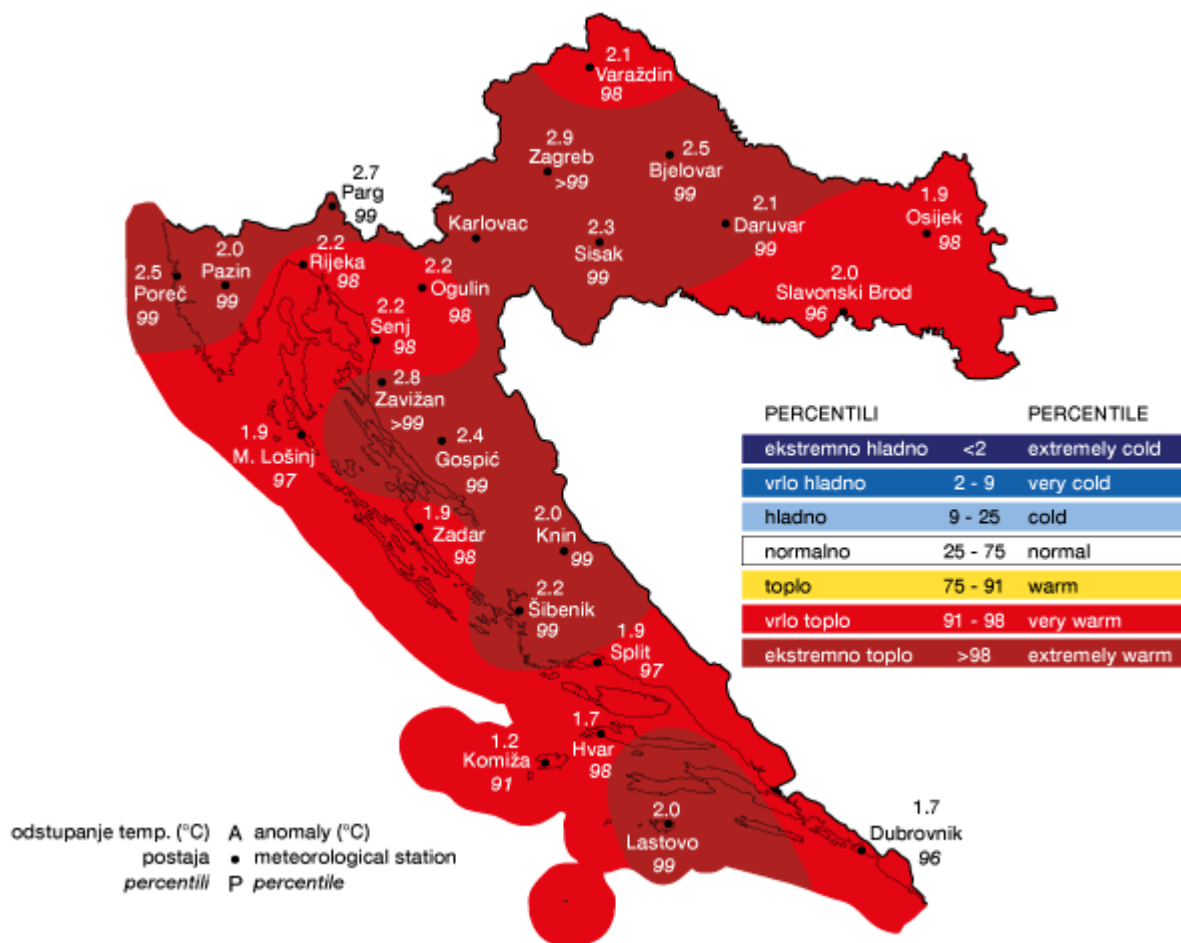 2.1
Varaždin
98
2.9
Zagreb
>99
2.5
Bjelovar
99
2.7
Parg
99
Karlovac
2.3
Sisak
99
2.1
Daruvar
99
1.9
Osijek
98
2.0
Slavonski Brod
96
2.5
Poreč
99
2.0
Pazin
99
2.2
Rijeka
98
2.2
Ogulin
98
2.2
Senj
98
2.8
Zavižan
>99
1.9
M. Lošinj
97
2.4
Gospić
99
1.9
Zadar
98
2.0
Knin
99
2.2
Šibenik
99
1.9
Split
97
1.7
Hvar
98
1.2
Komiža
91
2.0
Lastovo
99
1.7
Dubrovnik
96
PERCENTILI PERCENTILE
ekstremno hladno <2 extremely cold
vrlo hladno 2 - 9 very cold
hladno 9 - 25 cold
normalno 25 - 75 normal
toplo 75 - 91 warm
vrlo toplo 91 - 98 very warm
ekstremno toplo >98 extremely warm
odstupanje temp. (°C) A anomaly (°C)
postaja • meteorological station
percentili P percentile